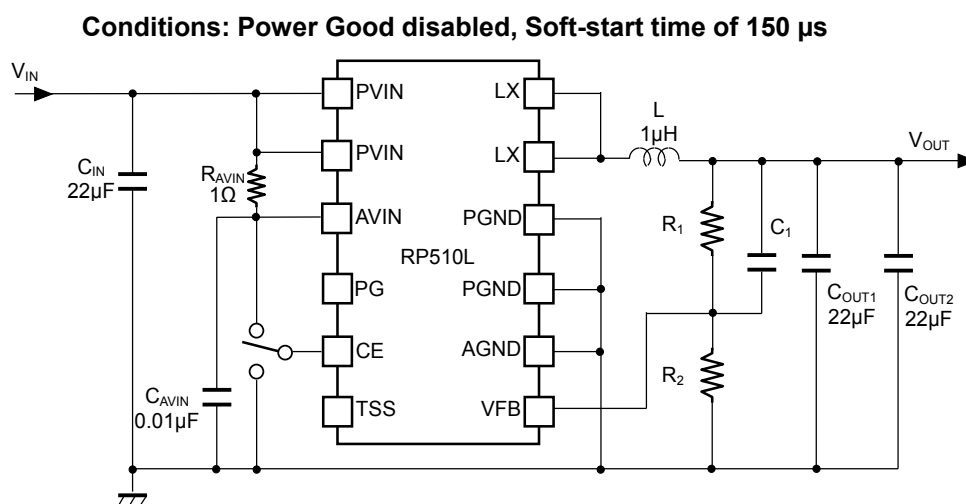 Conditions: Power Good disabled, Soft-start time of 150 µs
VIN
PVIN
LX
L
1µH
VOUT
CIN
22µF
RAVIN
1Ω
PVIN
LX
AVIN
PGND
R1
C1
RP510L
PG
PGND
COUT1
22µF
COUT2
22µF
CE
AGND
R2
CAVIN
0.01µF
TSS
VFB